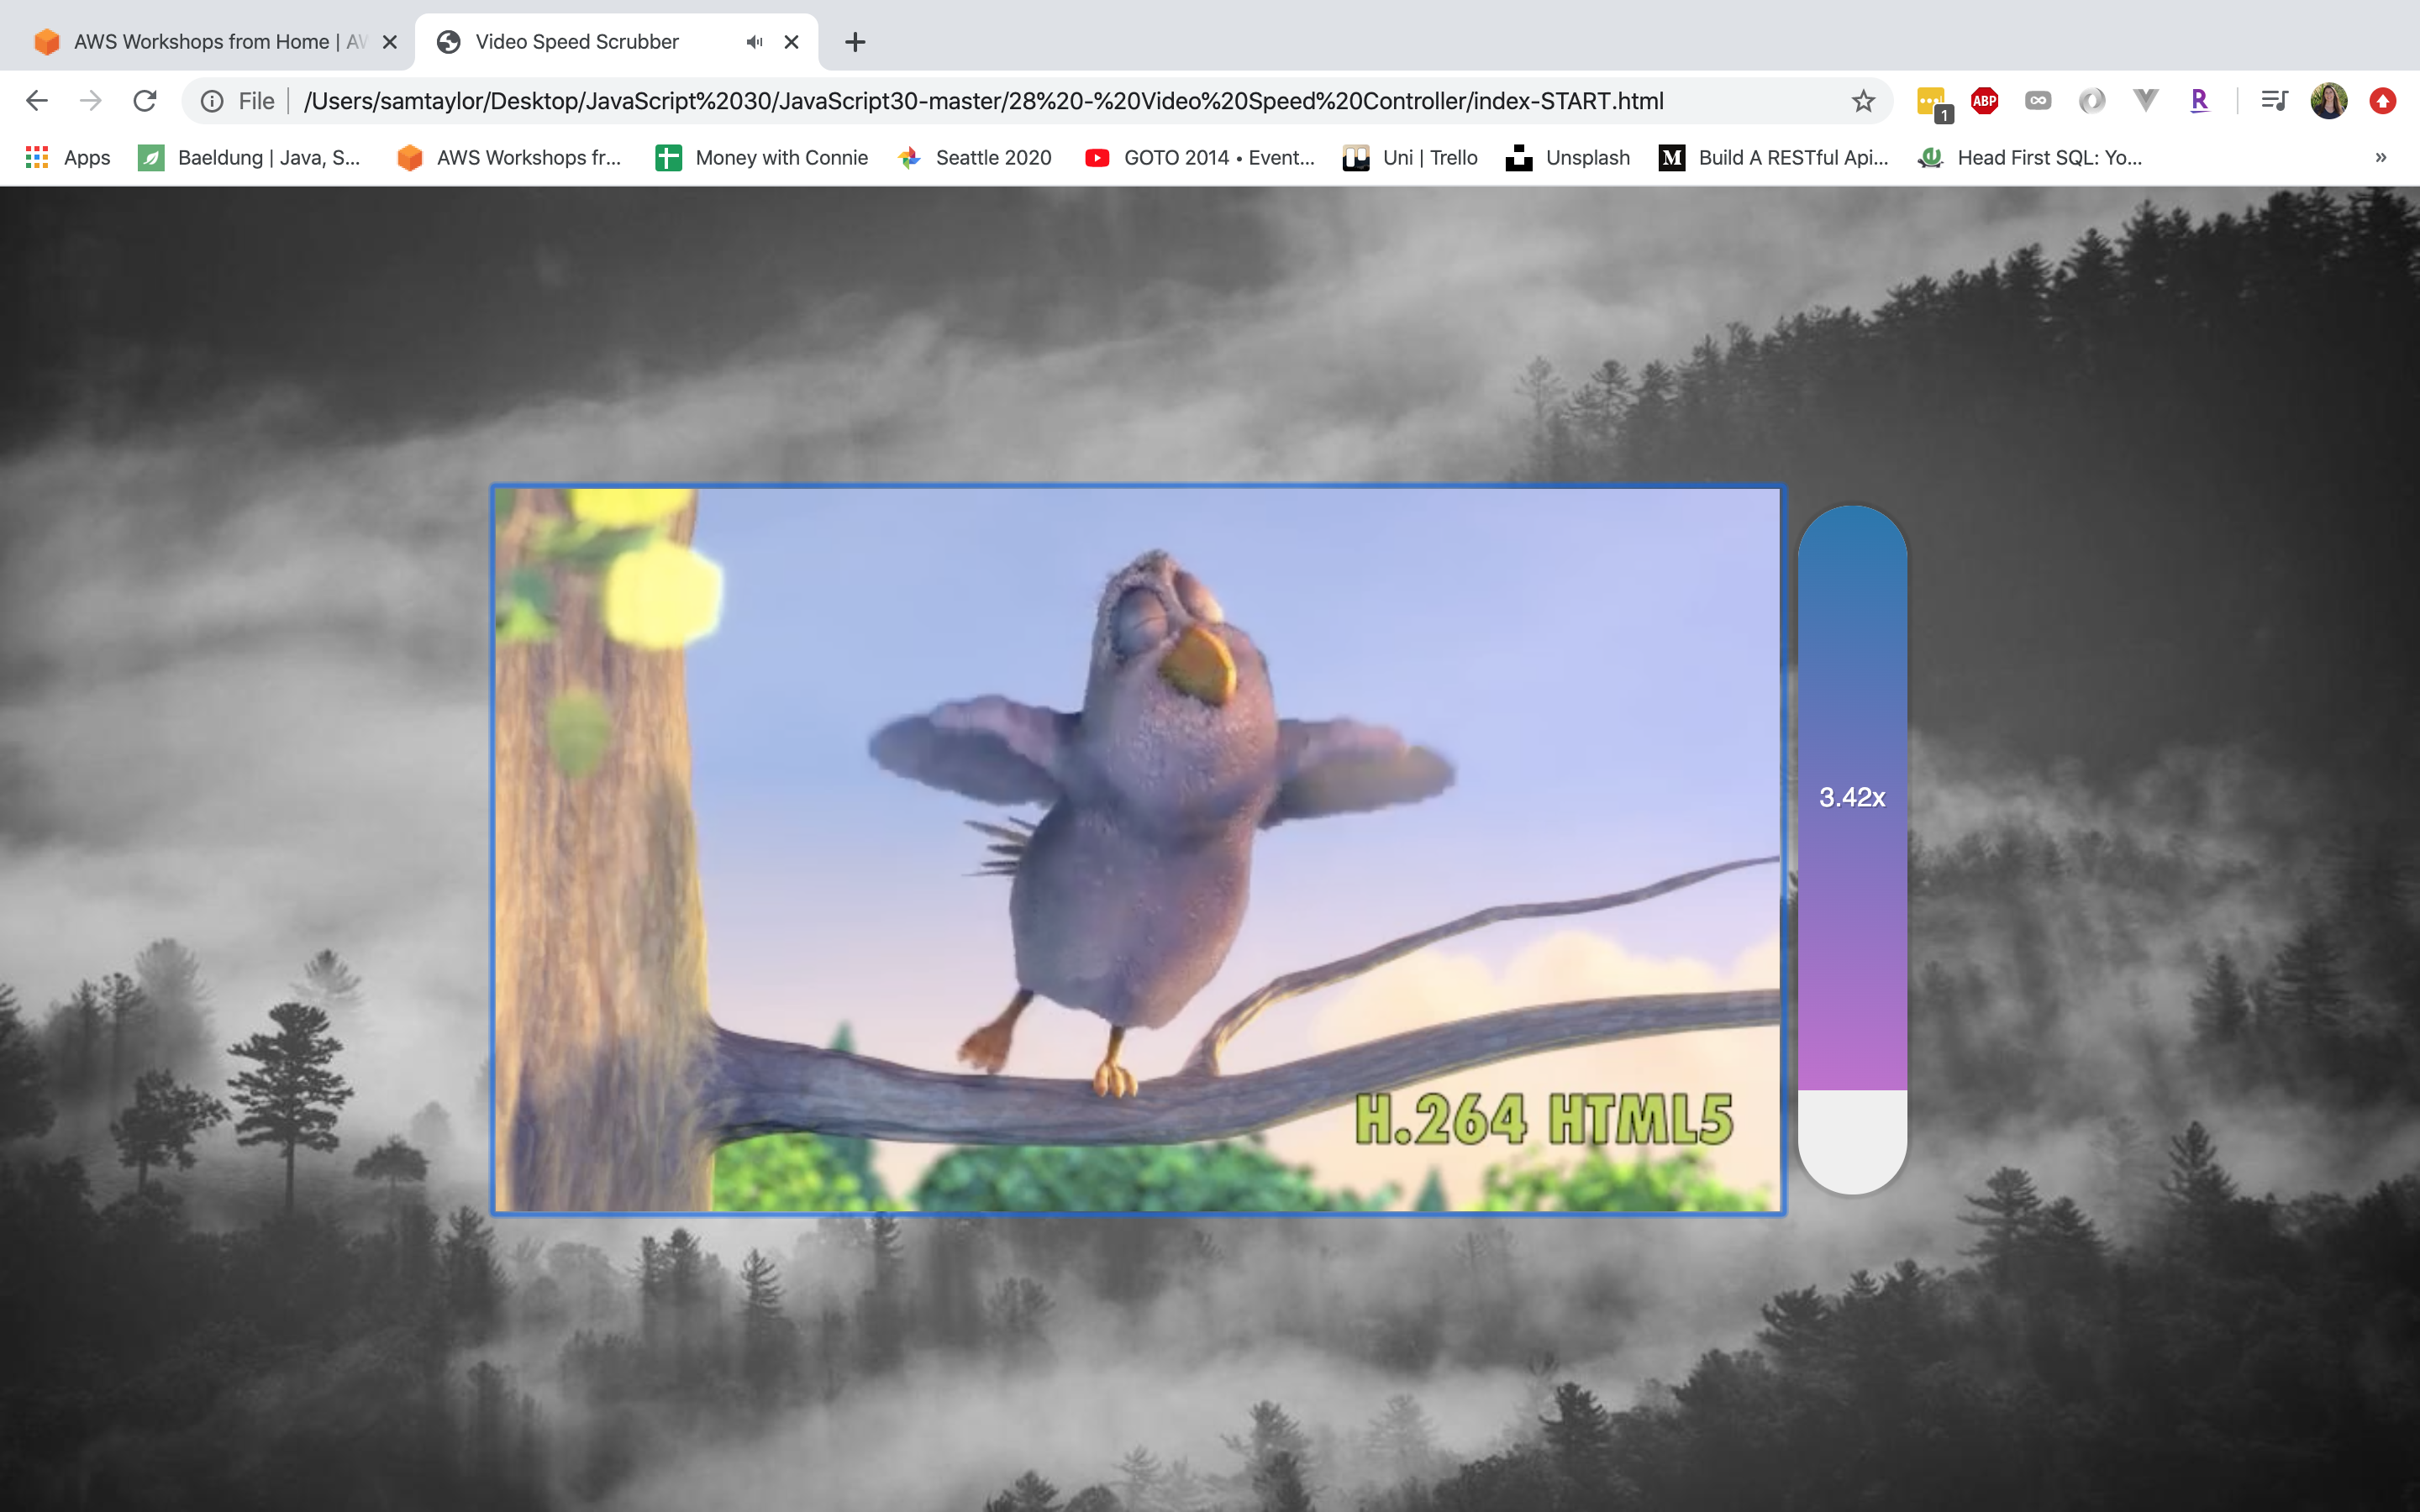 AWS Workshops from Home | AW
Video Speed Scrubber
File
/Users/samtaylor/Desktop/JavaScript%2030/JavaScript30-master/28%20-%20Video%20Speed%20Controller/index-START.html
1
ABP
R
Apps
Baeldung | Java, S...
AWS Workshops fr...
Money with Connie
Seattle 2020
GOTO 2014 • Event...
Uni | Trello
Unsplash
M
Build A RESTful Api...
Head First SQL: Yo...
»
3.42x
H.264 HTML5